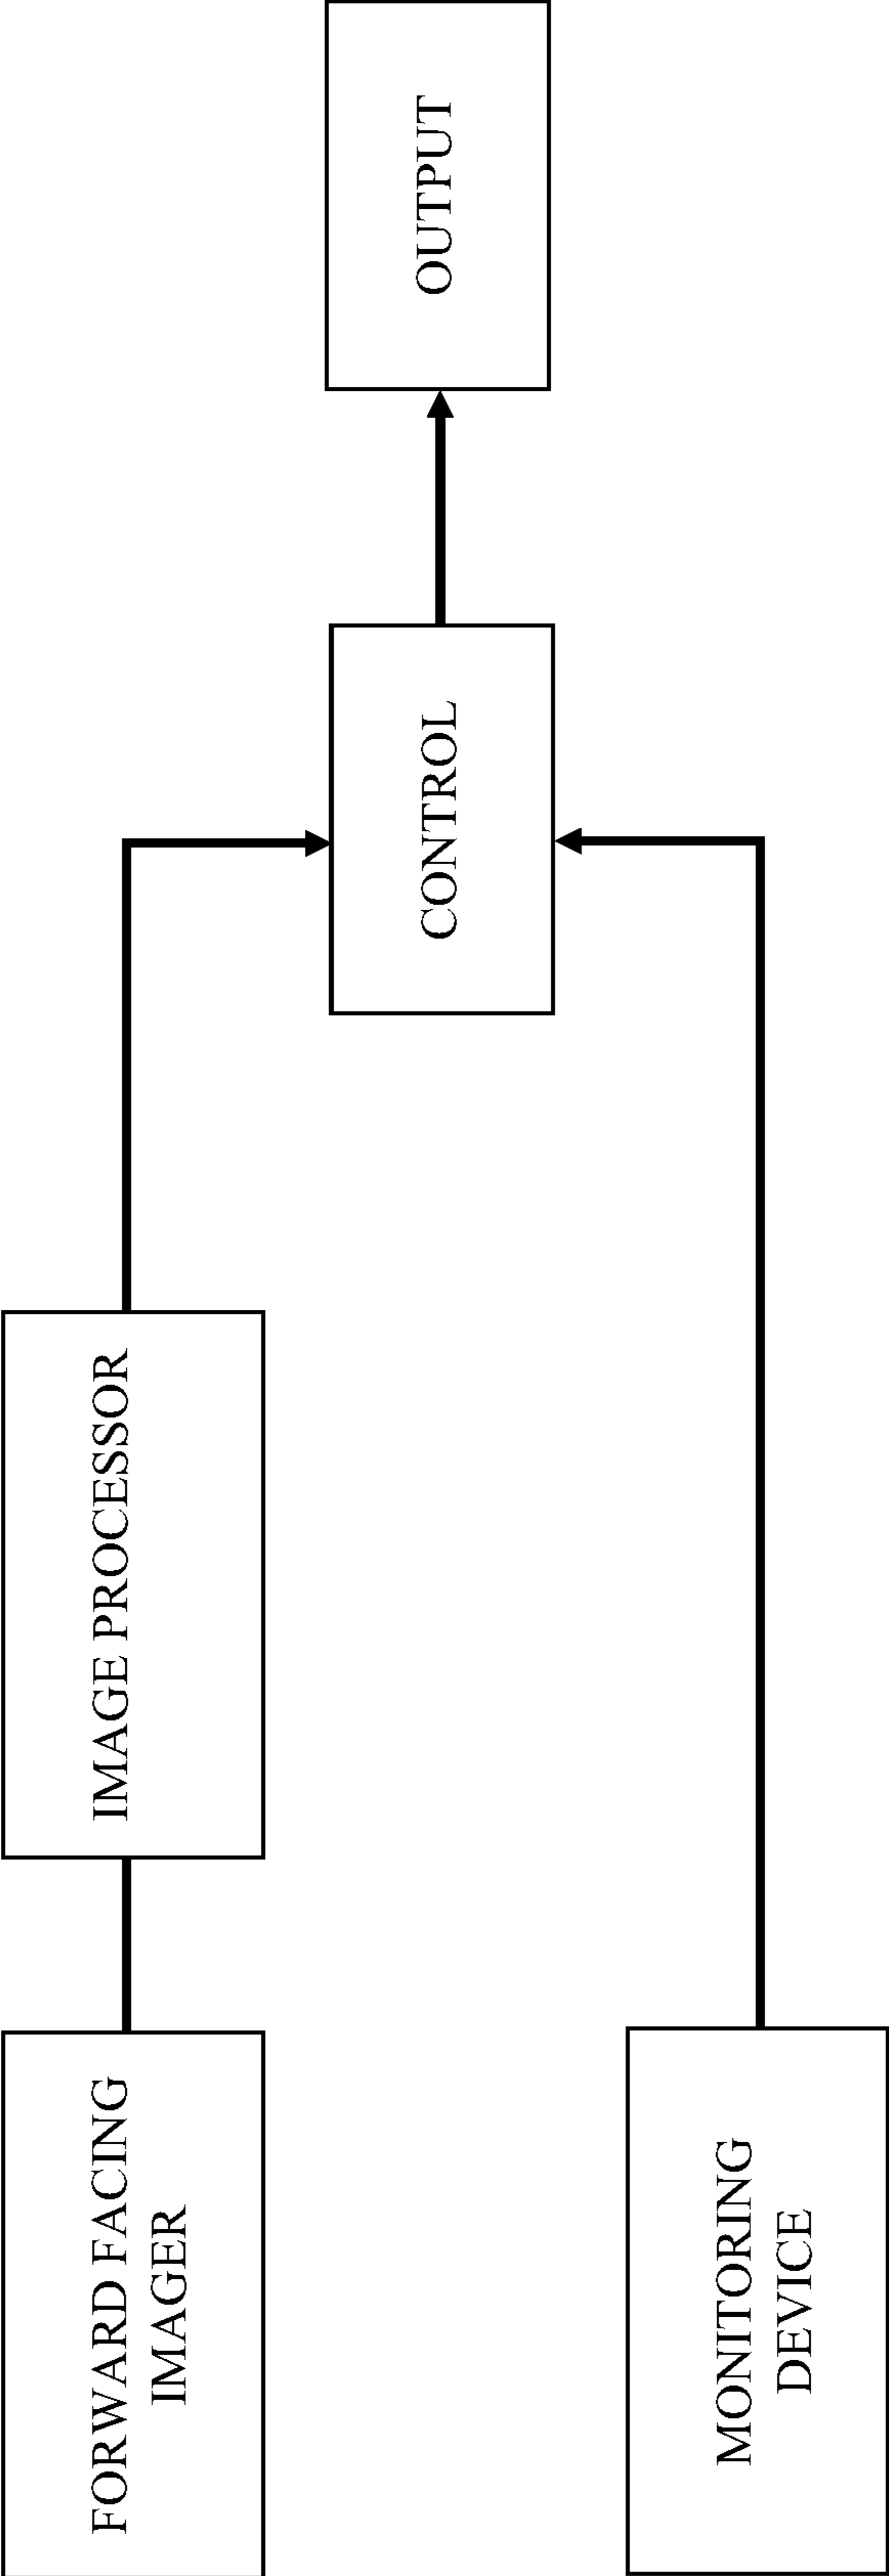 FORWARD FACING
IMAGER
IMAGE PROCESSOR
CONTROL
OUTPUT
MONITORING
DEVICE